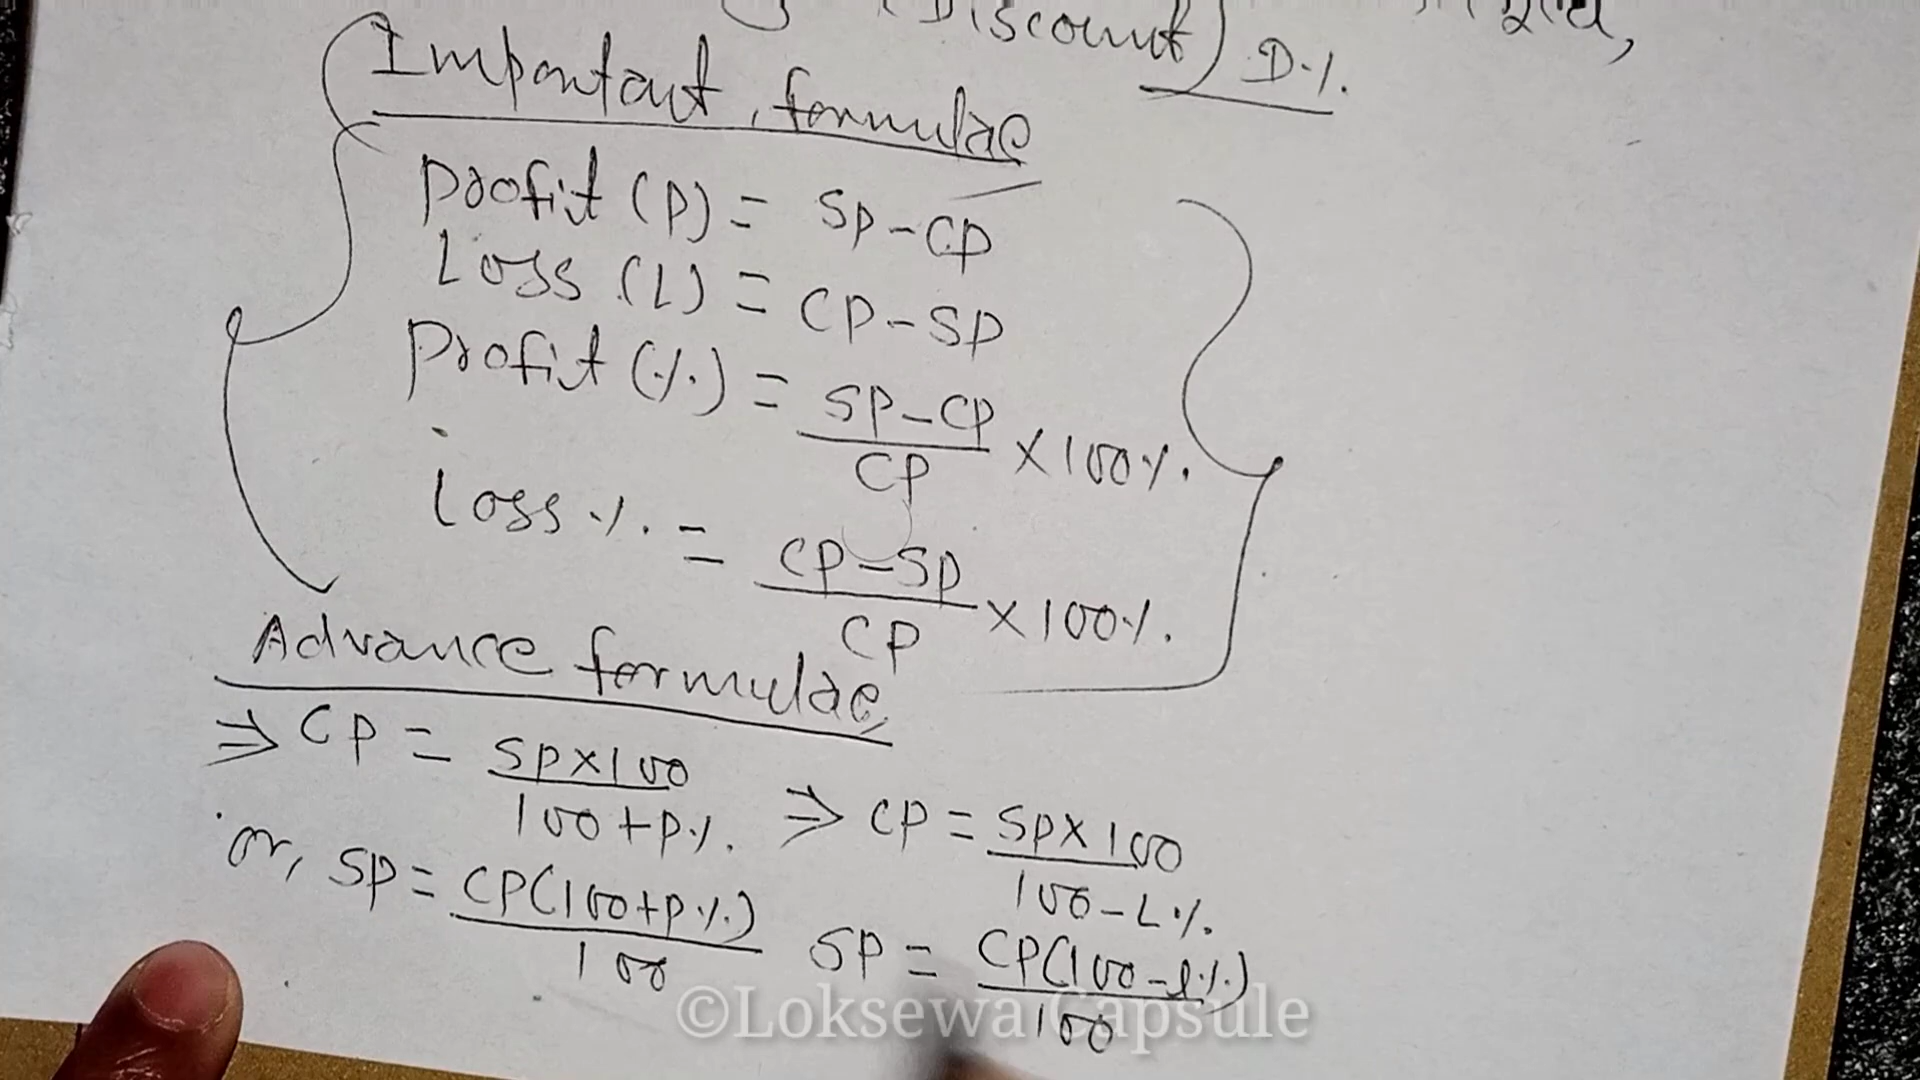 (Discount) D%.
Important formulae
Profit (P) = SP-CP
Loss (L) = CP-SP
Profit (%) = SP-CP / CP × 100%.
Loss %. = CP-SP / CP × 100%.
Advance formulae,
⇒ CP = SP×100 / 100+P%. ⇒ CP = SP×100 / 100-L%.
or, SP = CP(100+P%) / 100 SP = CP(100-l%) / 100
©Loksewa Capsule